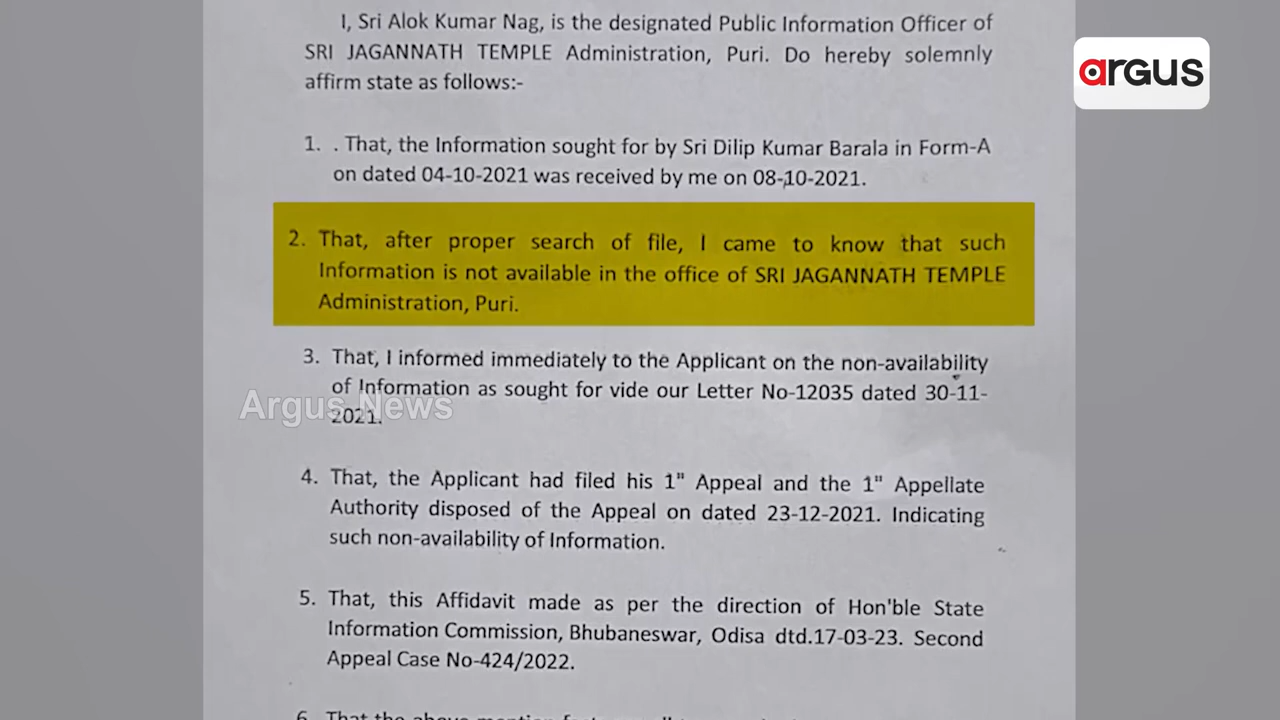 I, Sri Alok Kumar Nag, is the designated Public Information Officer of
SRI JAGANNATH TEMPLE Administration, Puri. Do hereby solemnly
affirm state as follows:-
argus
1. . That, the Information sought for by Sri Dilip Kumar Barala in Form-A
on dated 04-10-2021 was received by me on 08-10-2021.
2. That, after proper search of file, I came to know that such
Information is not available in the office of SRI JAGANNATH TEMPLE
Administration, Puri.
3. That, I informed immediately to the Applicant on the non-availability
of Information as sought for vide our Letter No-12035 dated 30-11-
2021.
Argus News
4. That, the Applicant had filed his 1" Appeal and the 1" Appellate
Authority disposed of the Appeal on dated 23-12-2021. Indicating
such non-availability of Information.
5. That, this Affidavit made as per the direction of Hon'ble State
Information Commission, Bhubaneswar, Odisa dtd.17-03-23. Second
Appeal Case No-424/2022.
6. That the above mention